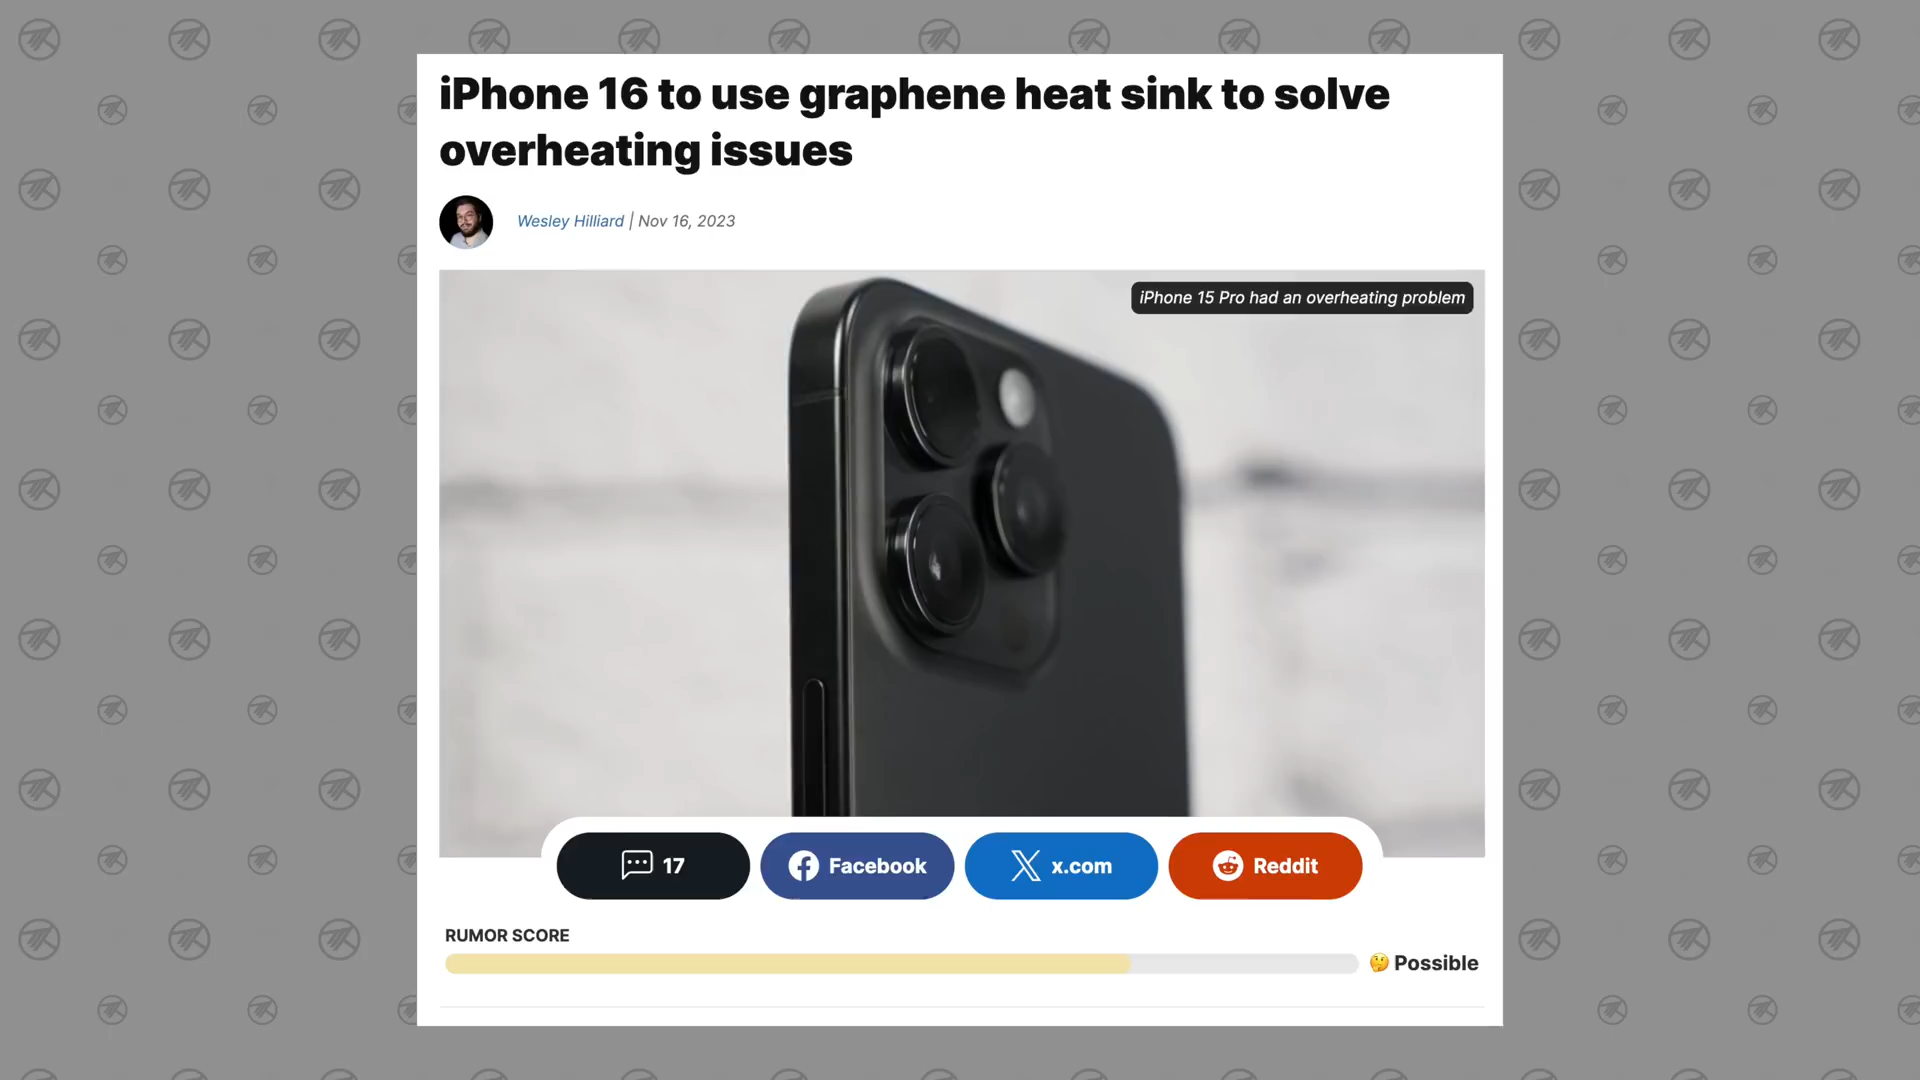 iPhone 16 to use graphene heat sink to solve
overheating issues
Wesley Hilliard | Nov 16, 2023
iPhone 15 Pro had an overheating problem
17
Facebook
x.com
Reddit
RUMOR SCORE
🤔 Possible